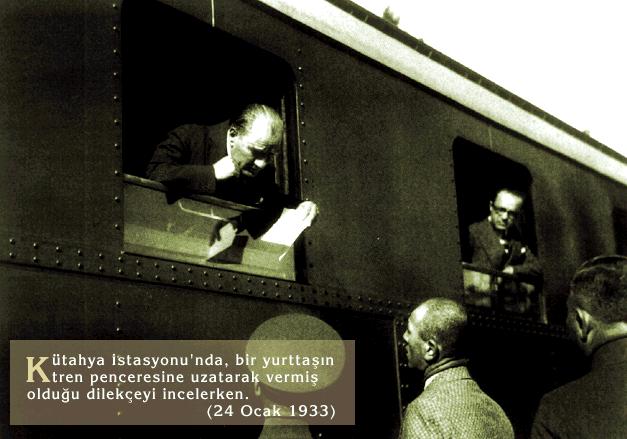 Kütahya İstasyonu'nda, bir yurttaşın
tren penceresine uzatarak vermiş
olduğu dilekçeyi incelerken.
(24 Ocak 1933)